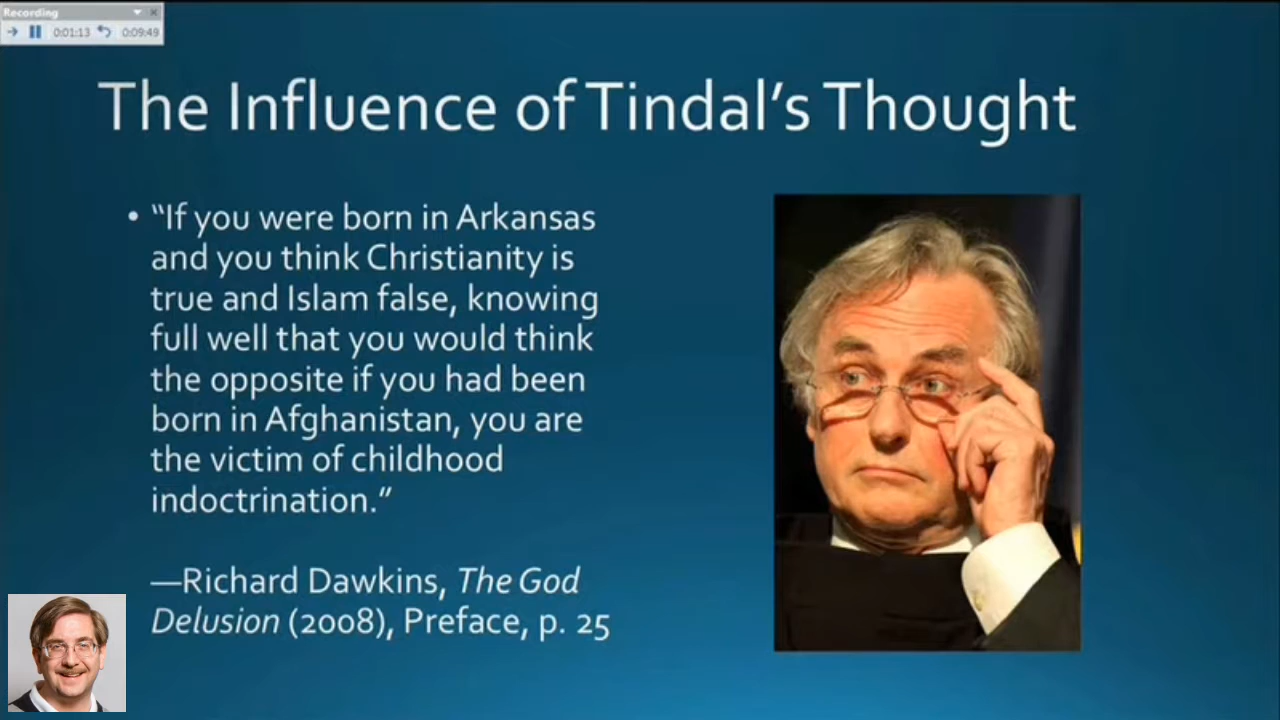 Recording
0:01:13 0:09:49
The Influence of Tindal’s Thought
• “If you were born in Arkansas
and you think Christianity is
true and Islam false, knowing
full well that you would think
the opposite if you had been
born in Afghanistan, you are
the victim of childhood
indoctrination.”
—Richard Dawkins, The God
Delusion (2008), Preface, p. 25